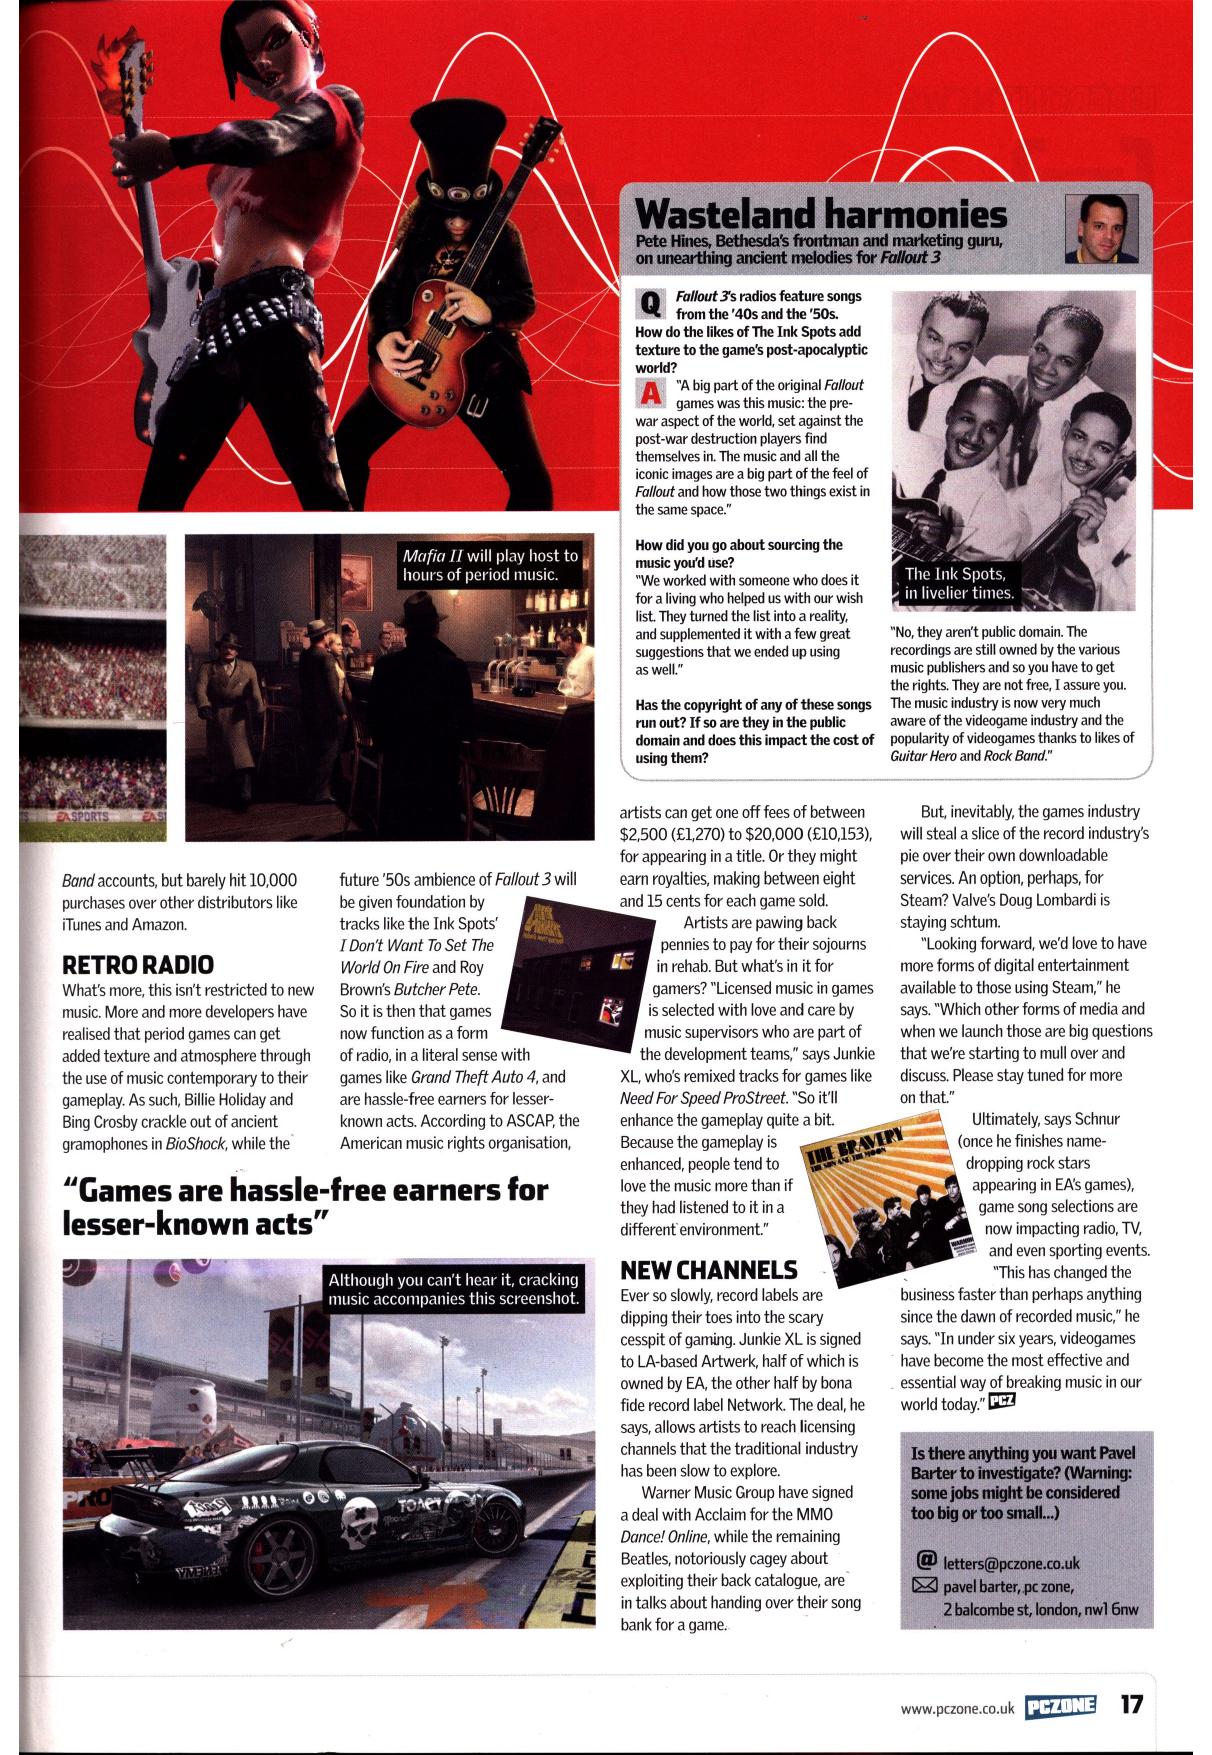 Wasteland harmonies
Pete Hines, Bethesda's frontman and marketing guru,
on unearthing ancient melodies for Fallout 3
Q Fallout 3's radios feature songs
from the '40s and the '50s.
How do the likes of The Ink Spots add
texture to the game's post-apocalyptic
world?
A "A big part of the original Fallout
games was this music: the pre-
war aspect of the world, set against the
post-war destruction players find
themselves in. The music and all the
iconic images are a big part of the feel of
Fallout and how those two things exist in
the same space."
How did you go about sourcing the
music you'd use?
"We worked with someone who does it
for a living who helped us with our wish
list. They turned the list into a reality,
and supplemented it with a few great
suggestions that we ended up using
as well."
Has the copyright of any of these songs
run out? If so are they in the public
domain and does this impact the cost of
using them?
The Ink Spots,
in livelier times.
"No, they aren't public domain. The
recordings are still owned by the various
music publishers and so you have to get
the rights. They are not free, I assure you.
The music industry is now very much
aware of the videogame industry and the
popularity of videogames thanks to likes of
Guitar Hero and Rock Band."
Mafia II will play host to
hours of period music.
EA SPORTS
Band accounts, but barely hit 10,000
purchases over other distributors like
iTunes and Amazon.
RETRO RADIO
What's more, this isn't restricted to new
music. More and more developers have
realised that period games can get
added texture and atmosphere through
the use of music contemporary to their
gameplay. As such, Billie Holiday and
Bing Crosby crackle out of ancient
gramophones in BioShock, while the
future '50s ambience of Fallout 3 will
be given foundation by
tracks like the Ink Spots'
I Don't Want To Set The
World On Fire and Roy
Brown's Butcher Pete.
So it is then that games
now function as a form
of radio, in a literal sense with
games like Grand Theft Auto 4, and
are hassle-free earners for lesser-
known acts. According to ASCAP, the
American music rights organisation,
"Games are hassle-free earners for
lesser-known acts"
Although you can't hear it, cracking
music accompanies this screenshot.
PRO
artists can get one off fees of between
$2,500 (£1,270) to $20,000 (£10,153),
for appearing in a title. Or they might
earn royalties, making between eight
and 15 cents for each game sold.
Artists are pawing back
pennies to pay for their sojourns
in rehab. But what's in it for
gamers? "Licensed music in games
is selected with love and care by
music supervisors who are part of
the development teams," says Junkie
XL, who's remixed tracks for games like
Need For Speed ProStreet. "So it'll
enhance the gameplay quite a bit.
Because the gameplay is
enhanced, people tend to
love the music more than if
they had listened to it in a
different environment."
NEW CHANNELS
Ever so slowly, record labels are
dipping their toes into the scary
cesspit of gaming. Junkie XL is signed
to LA-based Artwerk, half of which is
owned by EA, the other half by bona
fide record label Network. The deal, he
says, allows artists to reach licensing
channels that the traditional industry
has been slow to explore.
Warner Music Group have signed
a deal with Acclaim for the MMO
Dance! Online, while the remaining
Beatles, notoriously cagey about
exploiting their back catalogue, are
in talks about handing over their song
bank for a game.
THE BRAVERY
THE SUN AND THE MOON
But, inevitably, the games industry
will steal a slice of the record industry's
pie over their own downloadable
services. An option, perhaps, for
Steam? Valve's Doug Lombardi is
staying schtum.
"Looking forward, we'd love to have
more forms of digital entertainment
available to those using Steam," he
says. "Which other forms of media and
when we launch those are big questions
that we're starting to mull over and
discuss. Please stay tuned for more
on that."
Ultimately, says Schnur
(once he finishes name-
dropping rock stars
appearing in EA's games),
game song selections are
now impacting radio, TV,
and even sporting events.
"This has changed the
business faster than perhaps anything
since the dawn of recorded music," he
says. "In under six years, videogames
have become the most effective and
essential way of breaking music in our
world today." PCZ
Is there anything you want Pavel
Barter to investigate? (Warning:
some jobs might be considered
too big or too small...)
@ letters@pczone.co.uk
pavel barter, pc zone,
2 balcombe st, london, nw1 6nw
www.pczone.co.uk PCZONE 17